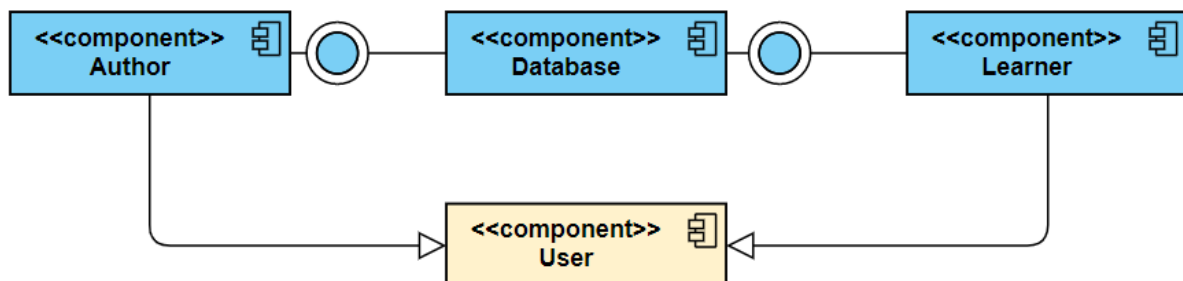 <<component>>
Author
<<component>>
Database
<<component>>
Learner
<<component>>
User